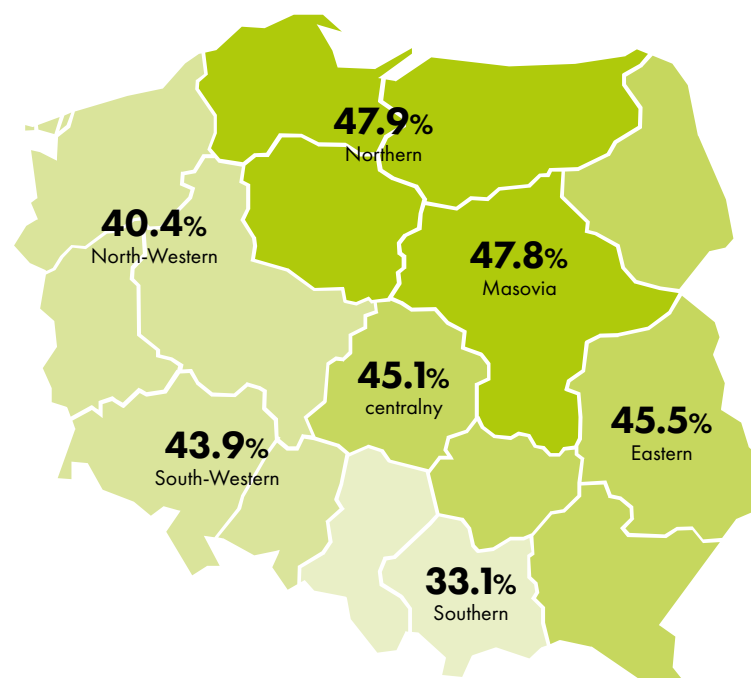 47.9%
Northern
40.4%
North-Western
47.8%
Masovia
45.1%
centralny
45.5%
Eastern
43.9%
South-Western
33.1%
Southern